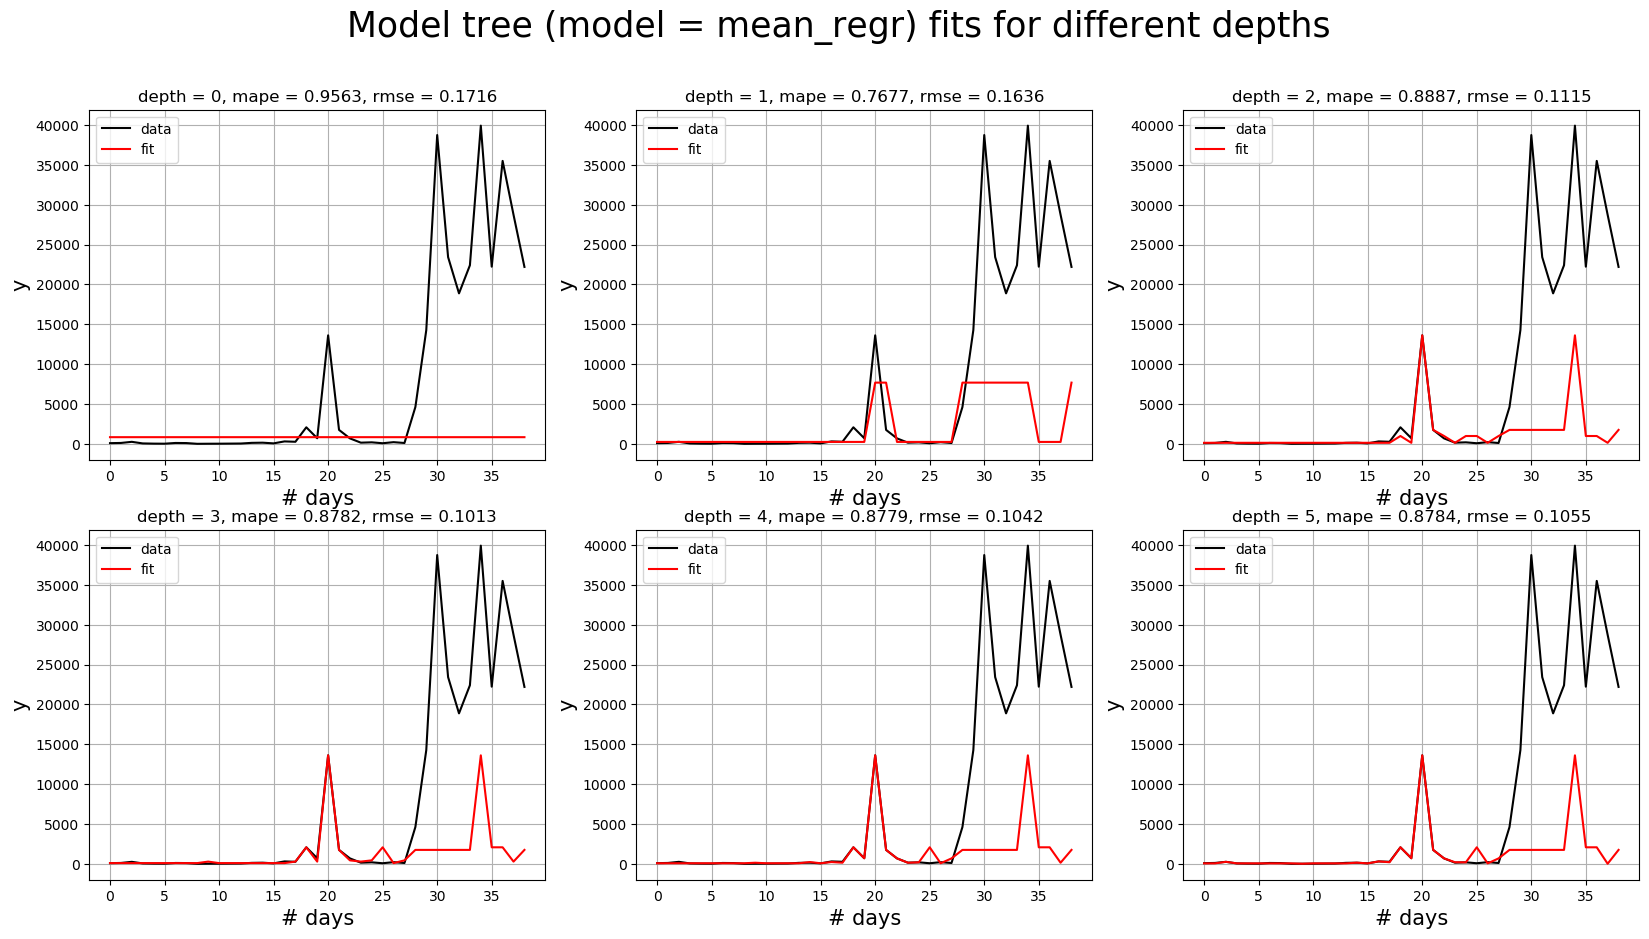 Model tree (model = mean_regr) fits for different depths
depth = 0, mape = 0.9563, rmse = 0.1716
data
fit
40000
35000
30000
25000
20000
15000
10000
5000
0
y
0 5 10 15 20 25 30 35
# days
depth = 1, mape = 0.7677, rmse = 0.1636
data
fit
40000
35000
30000
25000
20000
15000
10000
5000
0
y
0 5 10 15 20 25 30 35
# days
depth = 2, mape = 0.8887, rmse = 0.1115
data
fit
40000
35000
30000
25000
20000
15000
10000
5000
0
y
0 5 10 15 20 25 30 35
# days
depth = 3, mape = 0.8782, rmse = 0.1013
data
fit
40000
35000
30000
25000
20000
15000
10000
5000
0
y
0 5 10 15 20 25 30 35
# days
depth = 4, mape = 0.8779, rmse = 0.1042
data
fit
40000
35000
30000
25000
20000
15000
10000
5000
0
y
0 5 10 15 20 25 30 35
# days
depth = 5, mape = 0.8784, rmse = 0.1055
data
fit
40000
35000
30000
25000
20000
15000
10000
5000
0
y
0 5 10 15 20 25 30 35
# days